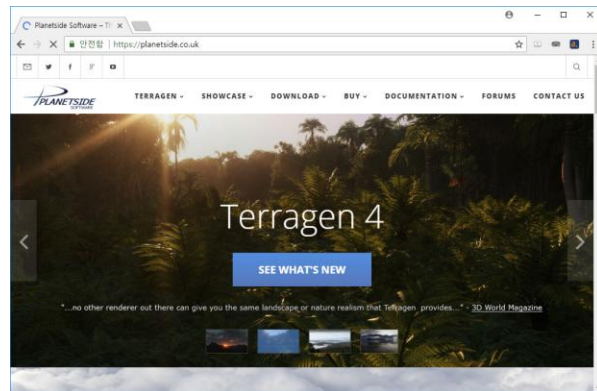 Planetside Software – Th
안전함 | https://planetside.co.uk
PLANETSIDE
SOFTWARE
TERRAGEN
SHOWCASE
DOWNLOAD
BUY
DOCUMENTATION
FORUMS
CONTACT US
Terragen 4
SEE WHAT'S NEW
"...no other renderer out there can give you the same landscape or nature realism that Terragen provides..." - 3D World Magazine